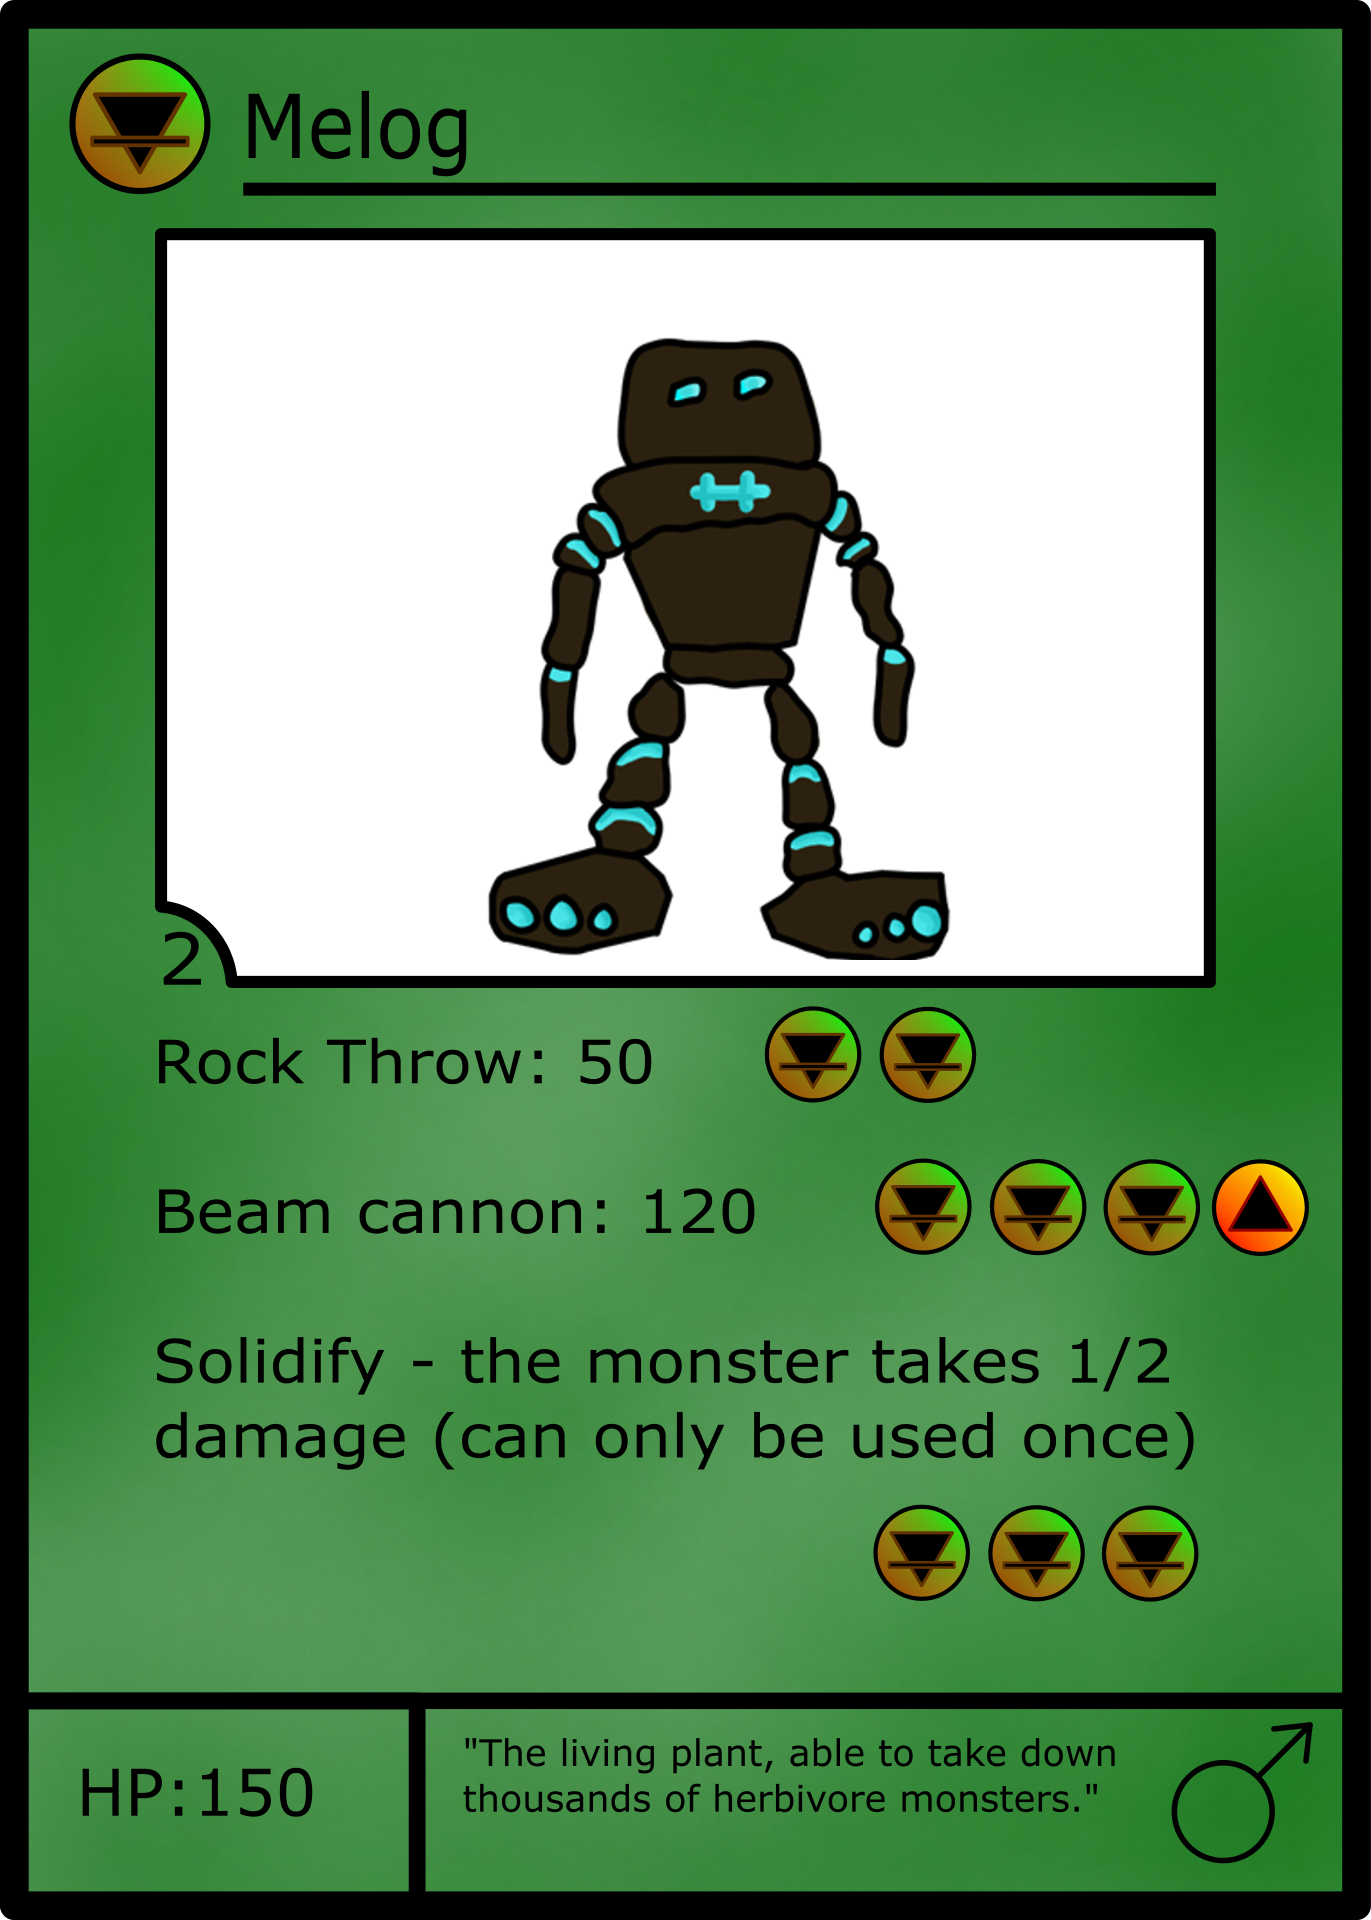 Melog
2
Rock Throw: 50
Beam cannon: 120
Solidify - the monster takes 1/2
damage (can only be used once)
HP:150
"The living plant, able to take down
thousands of herbivore monsters."